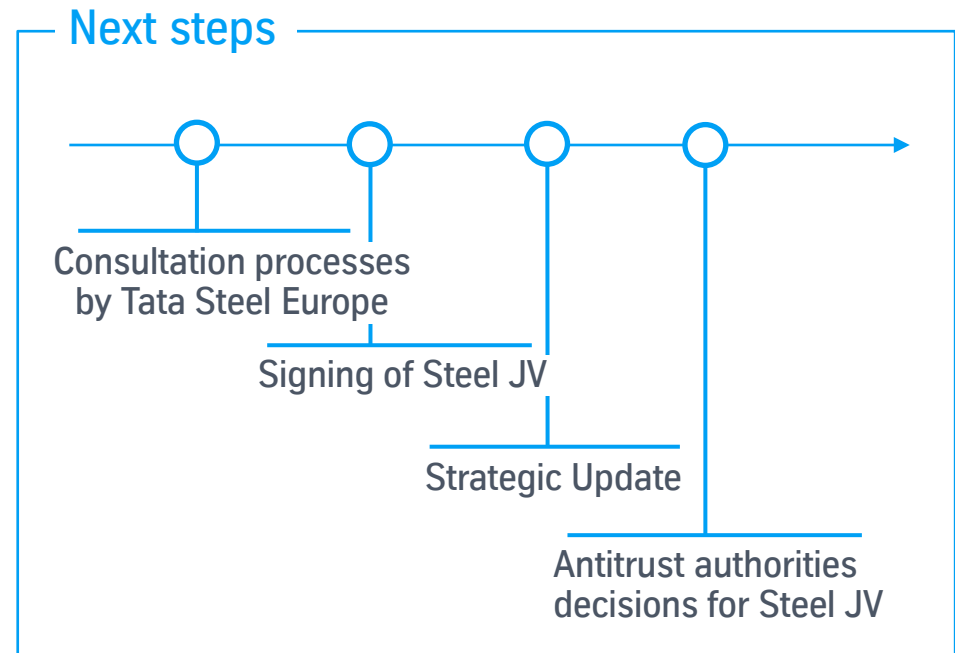 Next steps
Consultation processes
by Tata Steel Europe
Signing of Steel JV
Strategic Update
Antitrust authorities
decisions for Steel JV